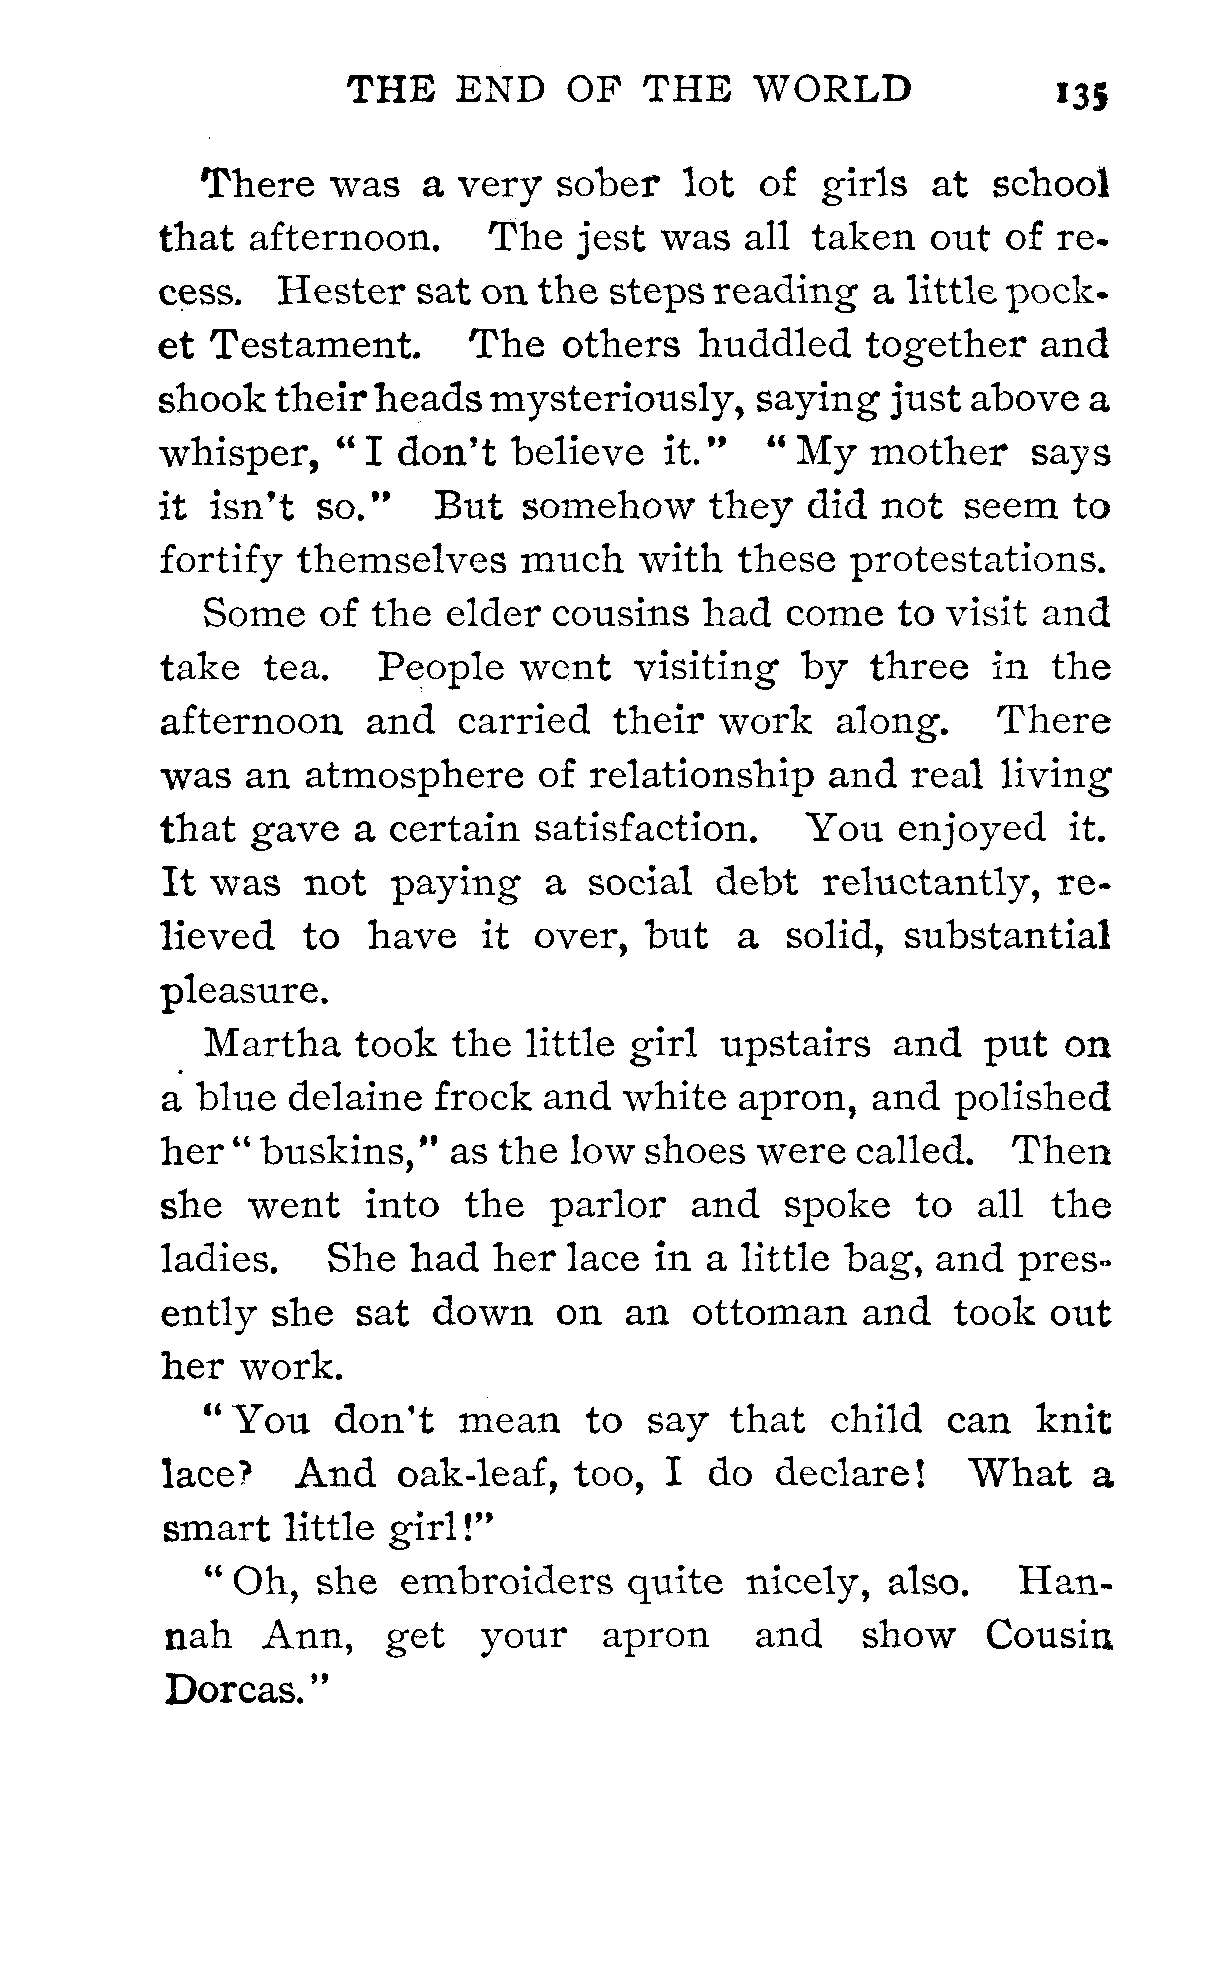 THE END OF THE WORLD 135
There was a very sober lot of girls at school
that afternoon. The jest was all taken out of re-
cess. Hester sat on the steps reading a little pock-
et Testament. The others huddled together and
shook their heads mysteriously, saying just above a
whisper, “I don’t believe it.” “My mother says
it isn’t so.” But somehow they did not seem to
fortify themselves much with these protestations.
Some of the elder cousins had come to visit and
take tea. People went visiting by three in the
afternoon and carried their work along. There
was an atmosphere of relationship and real living
that gave a certain satisfaction. You enjoyed it.
It was not paying a social debt reluctantly, re-
lieved to have it over, but a solid, substantial
pleasure.
Martha took the little girl upstairs and put on
a blue delaine frock and white apron, and polished
her “buskins,” as the low shoes were called. Then
she went into the parlor and spoke to all the
ladies. She had her lace in a little bag, and pres-
ently she sat down on an ottoman and took out
her work.
“You don’t mean to say that child can knit
lace? And oak-leaf, too, I do declare! What a
smart little girl!”
“Oh, she embroiders quite nicely, also. Han-
nah Ann, get your apron and show Cousin
Dorcas.”